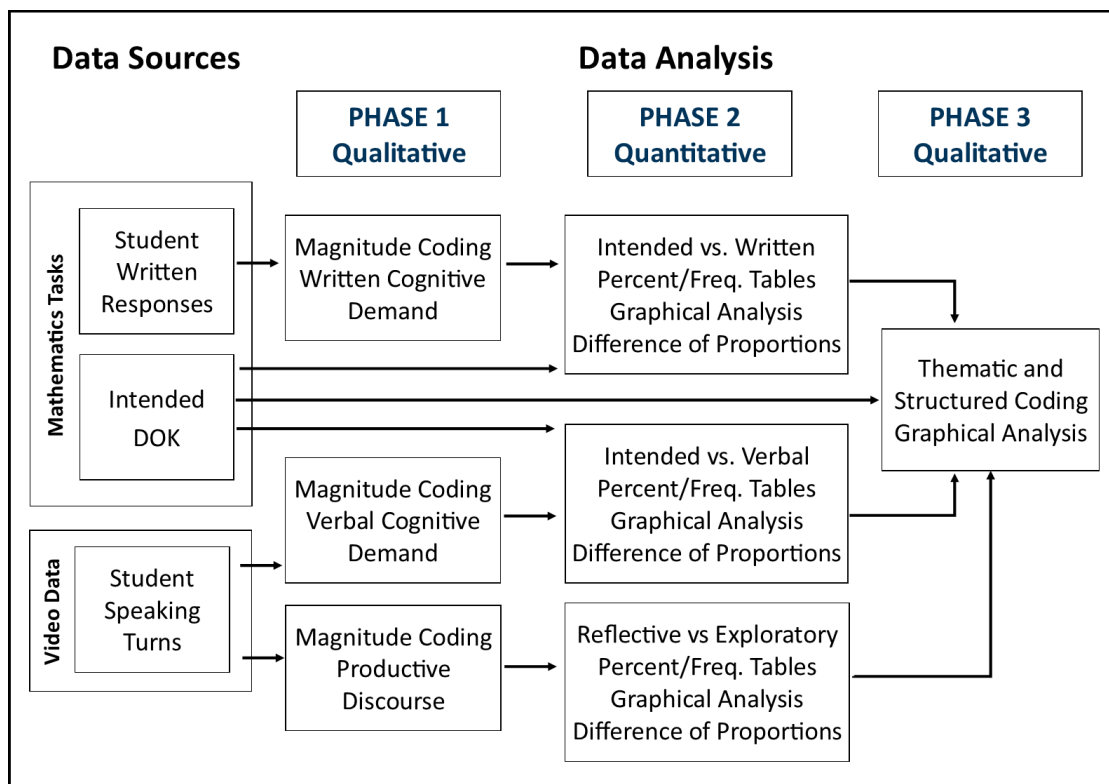 Data Sources
Data Analysis
PHASE 1
Qualitative
PHASE 2
Quantitative
PHASE 3
Qualitative
Mathematics Tasks
Student
Written
Responses
Magnitude Coding
Written Cognitive
Demand
Intended vs. Written
Percent/Freq. Tables
Graphical Analysis
Difference of Proportions
Intended
DOK
Thematic and
Structured Coding
Graphical Analysis
Magnitude Coding
Verbal Cognitive
Demand
Intended vs. Verbal
Percent/Freq. Tables
Graphical Analysis
Difference of Proportions
Video Data
Student
Speaking
Turns
Magnitude Coding
Productive
Discourse
Reflective vs Exploratory
Percent/Freq. Tables
Graphical Analysis
Difference of Proportions